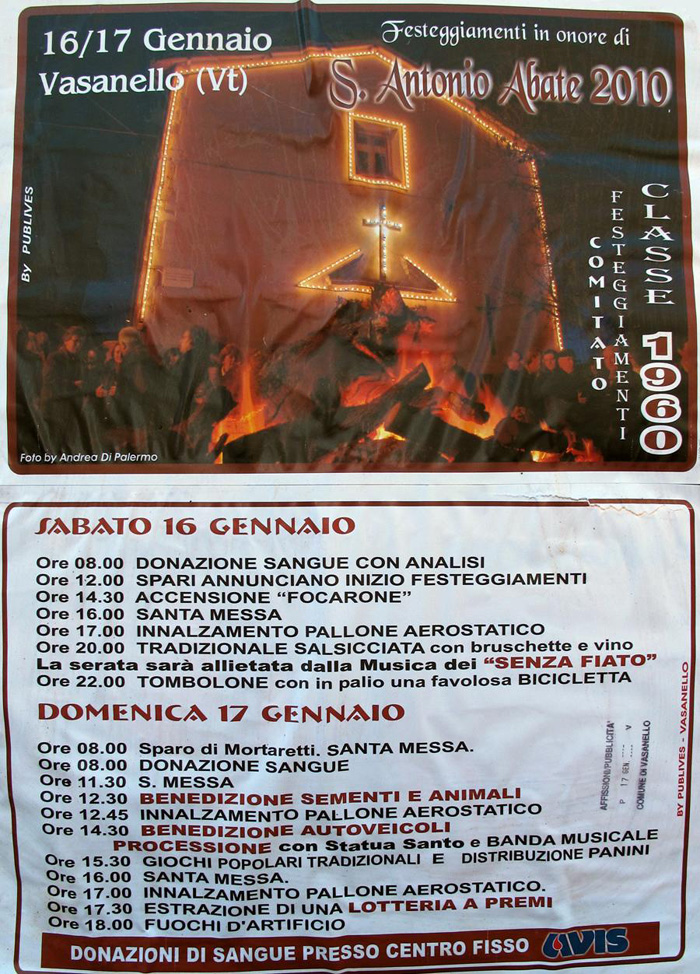 16/17 Gennaio
Vasanello (Vt)
Festeggiamenti in onore di
S. Antonio Abate 2010
By PUBLIVES
COMITATO
FESTEGGIAMENTI
CLASSE 1960
Foto by Andrea Di Palermo
SABATO 16 GENNAIO
Ore 08.00 DONAZIONE SANGUE CON ANALISI
Ore 12.00 SPARI ANNUNCIANO INIZIO FESTEGGIAMENTI
Ore 14.30 ACCENSIONE “FOCARONE”
Ore 16.00 SANTA MESSA
Ore 17.00 INNALZAMENTO PALLONE AEROSTATICO
Ore 20.00 TRADIZIONALE SALSICCIATA con bruschette e vino
La serata sarà allietata dalla Musica dei “SENZA FIATO”
Ore 22.00 TOMBOLONE con in palio una favolosa BICICLETTA
DOMENICA 17 GENNAIO
Ore 08.00 Sparo di Mortaretti. SANTA MESSA.
Ore 08.00 DONAZIONE SANGUE
Ore 11.30 S. MESSA
Ore 12.30 BENEDIZIONE SEMENTI E ANIMALI
Ore 12.45 INNALZAMENTO PALLONE AEROSTATICO
Ore 14.30 BENEDIZIONE AUTOVEICOLI
PROCESSIONE con Statua Santo e BANDA MUSICALE
Ore 15.30 GIOCHI POPOLARI TRADIZIONALI E DISTRIBUZIONE PANINI
Ore 16.00 SANTA MESSA.
Ore 17.00 INNALZAMENTO PALLONE AEROSTATICO.
Ore 17.30 ESTRAZIONE DI UNA LOTTERIA A PREMI
Ore 18.00 FUOCHI D'ARTIFICIO
AFFISSIONI/PUBBLICITA'
P 17 GEN. V
COMUNE DI VASANELLO
BY PUBLIVES - VASANELLO
DONAZIONI DI SANGUE PRESSO CENTRO FISSO AVIS